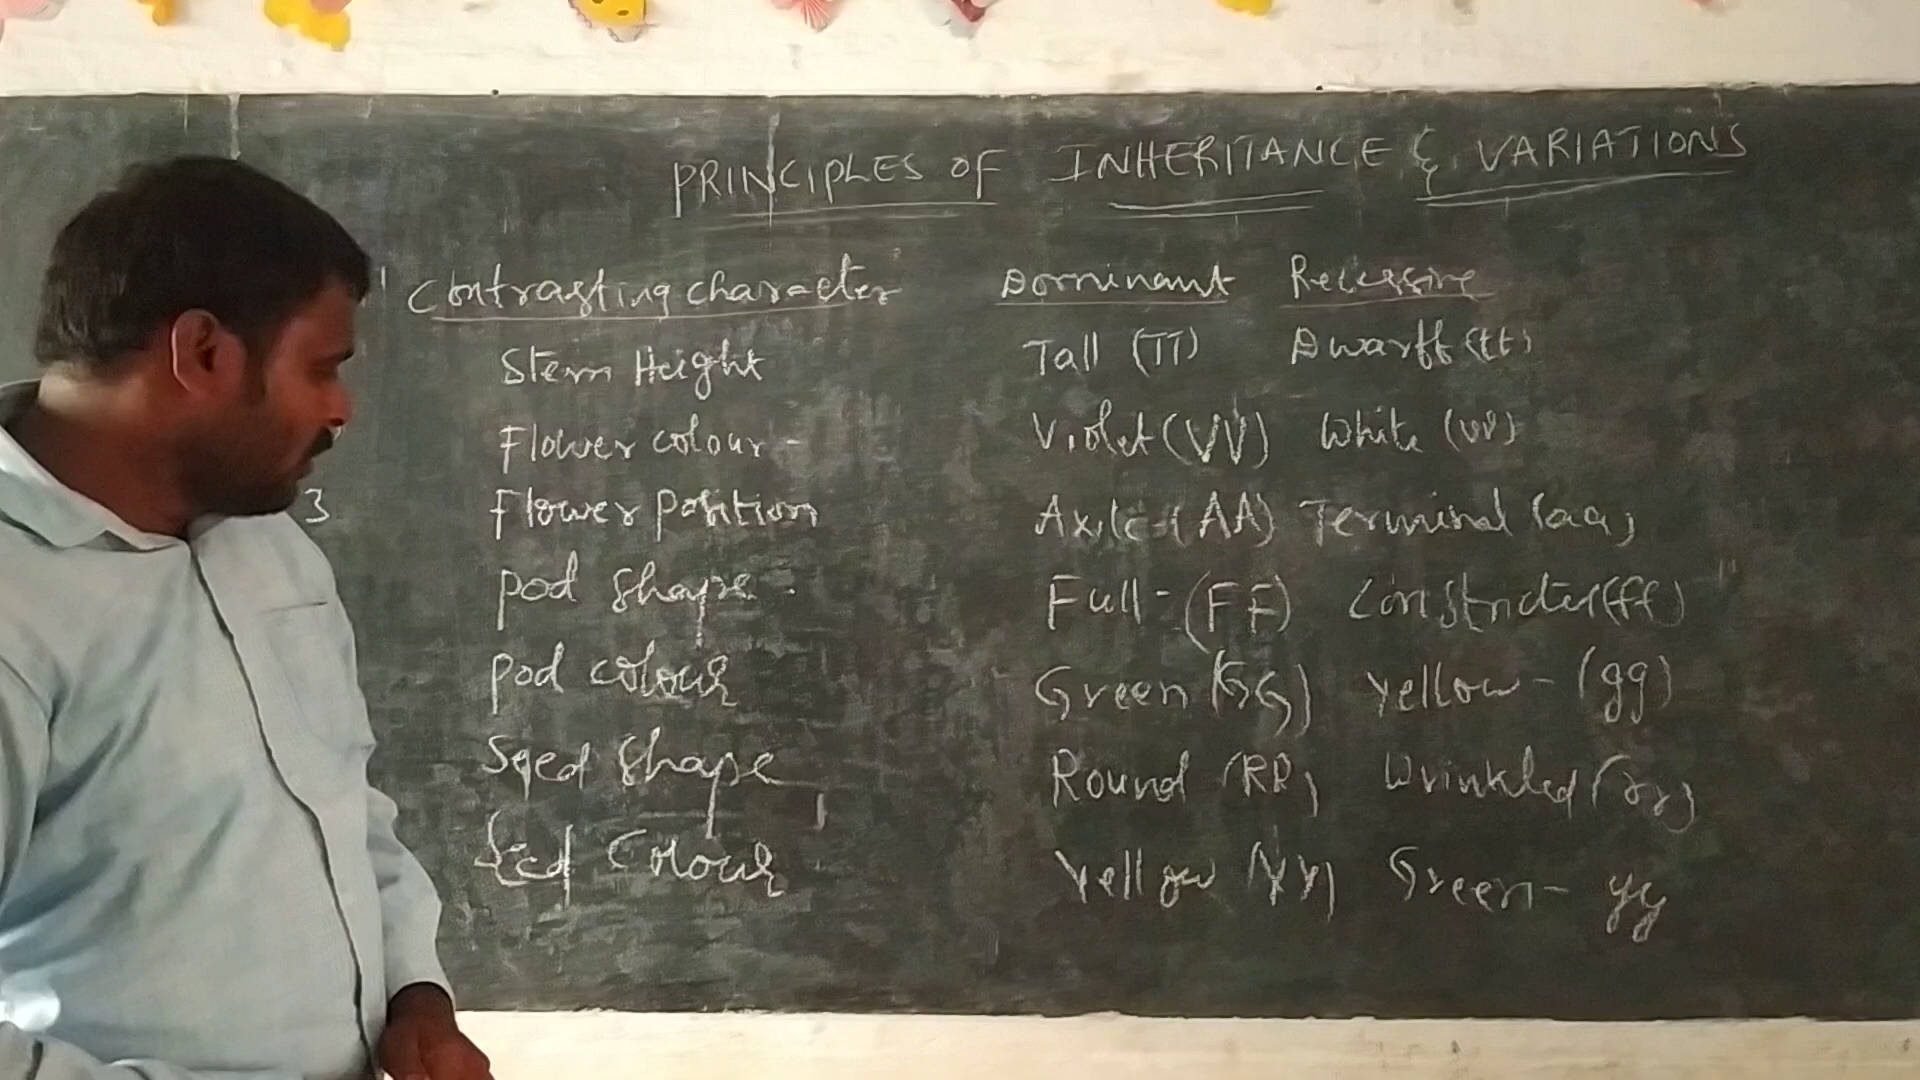 PRINCIPLES OF INHERITANCE & VARIATIONS
Contrasting character Dominant Recessive
Stem Height Tall (TT) Dwarff (tt)
Flower colour - Violet (VV) White (vv)
3 Flower Position Axile - (AA) Terminal (aa)
Pod Shape . Full - (FF) Constricted (ff)
Pod colour Green (GG) Yellow - (gg)
Seed Shape Round (RR) Wrinkled (rr)
Seed Colour Yellow (YY) Green - yy